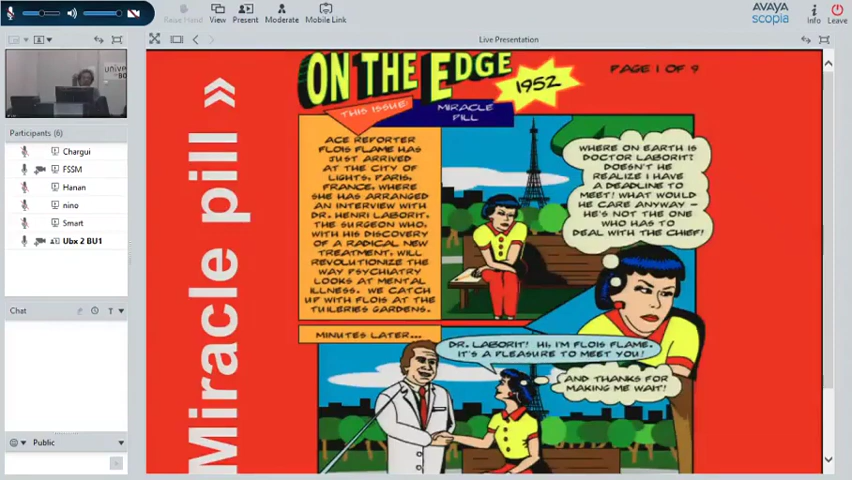 Raise Hand
View
Present
Moderate
Mobile Link
AVAYA
scopia
Info
Leave
Live Presentation
Participants (6)
Chargui
FSSM
Hanan
nino
Smart
Ubx 2 BU1
Chat
Public
Miracle pill »
ON THE EDGE
1952
PAGE 1 OF 9
THIS ISSUE:
MIRACLE
PILL
ACE REPORTER
FLOIS FLAME HAS
JUST ARRIVED
AT THE CITY OF
LIGHTS, PARIS,
FRANCE, WHERE
SHE HAS ARRANGED
AN INTERVIEW WITH
DR. HENRI LABORIT,
THE SURGEON WHO,
WITH HIS DISCOVERY
OF A RADICAL NEW
TREATMENT, WILL
REVOLUTIONIZE THE
WAY PSYCHIATRY
LOOKS AT MENTAL
ILLNESS. WE CATCH
UP WITH FLOIS AT THE
TUILERIES GARDENS.
WHERE ON EARTH IS
DOCTOR LABORIT?
DOESN'T HE
REALIZE I HAVE
A DEADLINE TO
MEET! WHAT WOULD
HE CARE ANYWAY –
HE'S NOT THE ONE
WHO HAS TO
DEAL WITH THE CHIEF!
MINUTES LATER...
DR. LABORIT! HI, I'M FLOIS FLAME.
IT'S A PLEASURE TO MEET YOU!
AND THANKS FOR
MAKING ME WAIT!